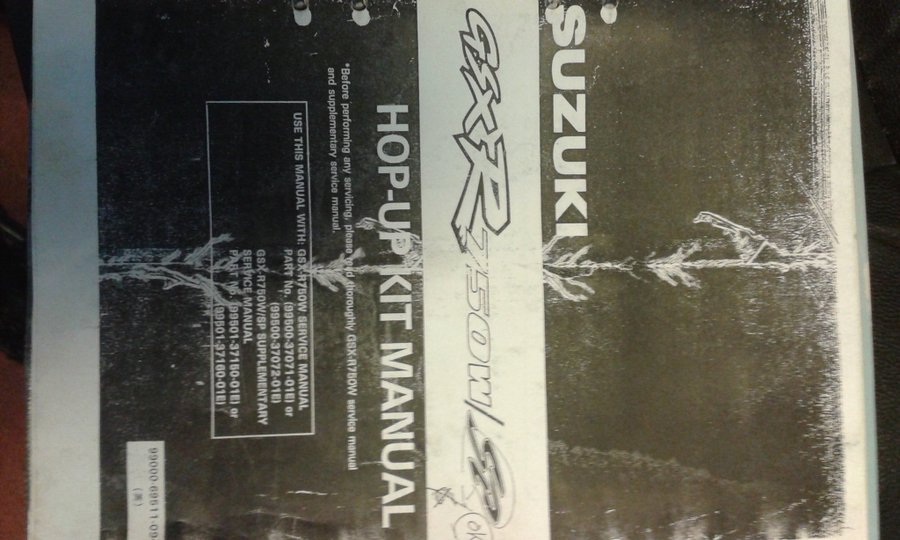 SUZUKI
GSX-R750W/SP
HOP-UP KIT MANUAL
*Before performing any servicing, please read thoroughly GSX-R750W service manual
and supplementary service manual.
USE THIS MANUAL WITH: GSX-R750W SERVICE MANUAL
PART No. (99500-37071-01E) or
(99500-37072-01E)
GSX-R750W/SP SUPPLEMENTARY
SERVICE MANUAL
PART No. (99501-37150-01E) or
(99501-37160-01E)
(英)